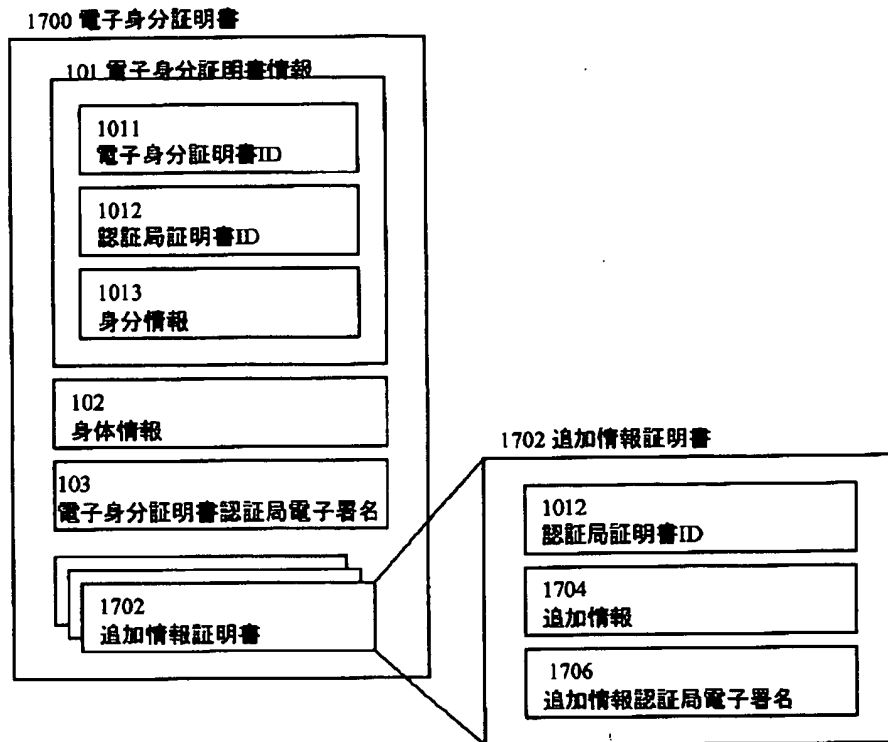 1700 電子身分証明書
101 電子身分証明書情報
1011
電子身分証明書ID
1012
認証局証明書ID
1013
身分情報
102
身体情報
103
電子身分証明書認証局電子署名
1702
追加情報証明書
1702 追加情報証明書
1012
認証局証明書ID
1704
追加情報
1706
追加情報認証局電子署名